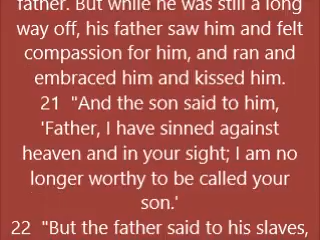 father. But while he was still a long
way off, his father saw him and felt
compassion for him, and ran and
embraced him and kissed him.
21 "And the son said to him,
'Father, I have sinned against
heaven and in your sight; I am no
longer worthy to be called your
son.'
22 "But the father said to his slaves,